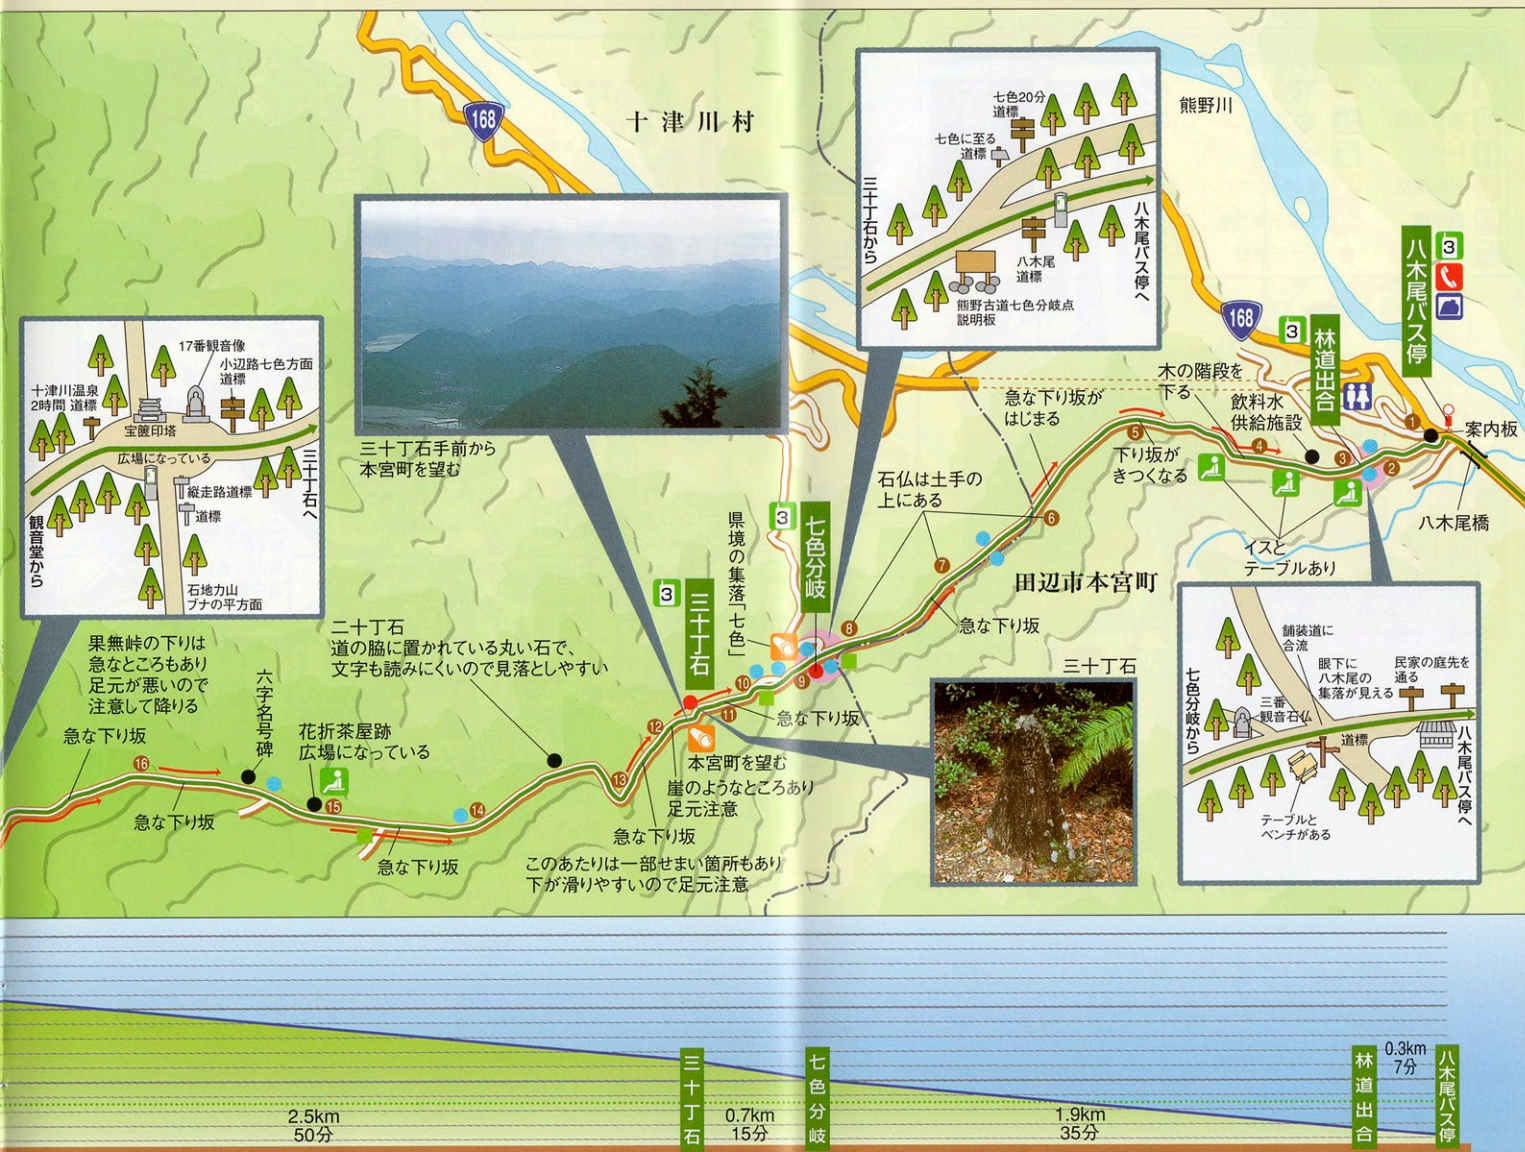 168
十津川村
熊野川
七色20分
道標
七色に至る
道標
三十丁石から
八木尾バス停へ
八木尾
道標
熊野古道七色分岐点
説明板
八木尾バス停
3
168
3
林道出合
17番観音像
小辺路七色方面
道標
十津川温泉
2時間 道標
宝篋印塔
広場になっている
縦走路道標
道標
三十丁石へ
観音堂から
石地力山
ブナの平方面
三十丁石手前から
本宮町を望む
木の階段を
下る
飲料水
供給施設
急な下り坂が
はじまる
下り坂が
きつくなる
案内板
八木尾橋
イスと
テーブルあり
石仏は土手の
上にある
1
2
3
4
5
6
7
8
9
10
11
12
13
14
15
16
県境の集落「七色」
3
七色分岐
田辺市本宮町
急な下り坂
3
三十丁石
二十丁石
道の脇に置かれている丸い石で、
文字も読みにくいので見落としやすい
果無峠の下りは
急なところもあり
足元が悪いので
注意して降りる
六字名号碑
花折茶屋跡
広場になっている
急な下り坂
急な下り坂
急な下り坂
急な下り坂
急な下り坂
本宮町を望む
崖のようなところあり
足元注意
このあたりは一部せまい箇所もあり
下が滑りやすいので足元注意
三十丁石
舗装道に
合流
眼下に
八木尾の
集落が見える
民家の庭先を
通る
七色分岐から
三番
観音石仏
道標
八木尾バス停へ
テーブルと
ベンチがある
三十丁石
七色分岐
林道出合
八木尾バス停
2.5km
50分
0.7km
15分
1.9km
35分
0.3km
7分